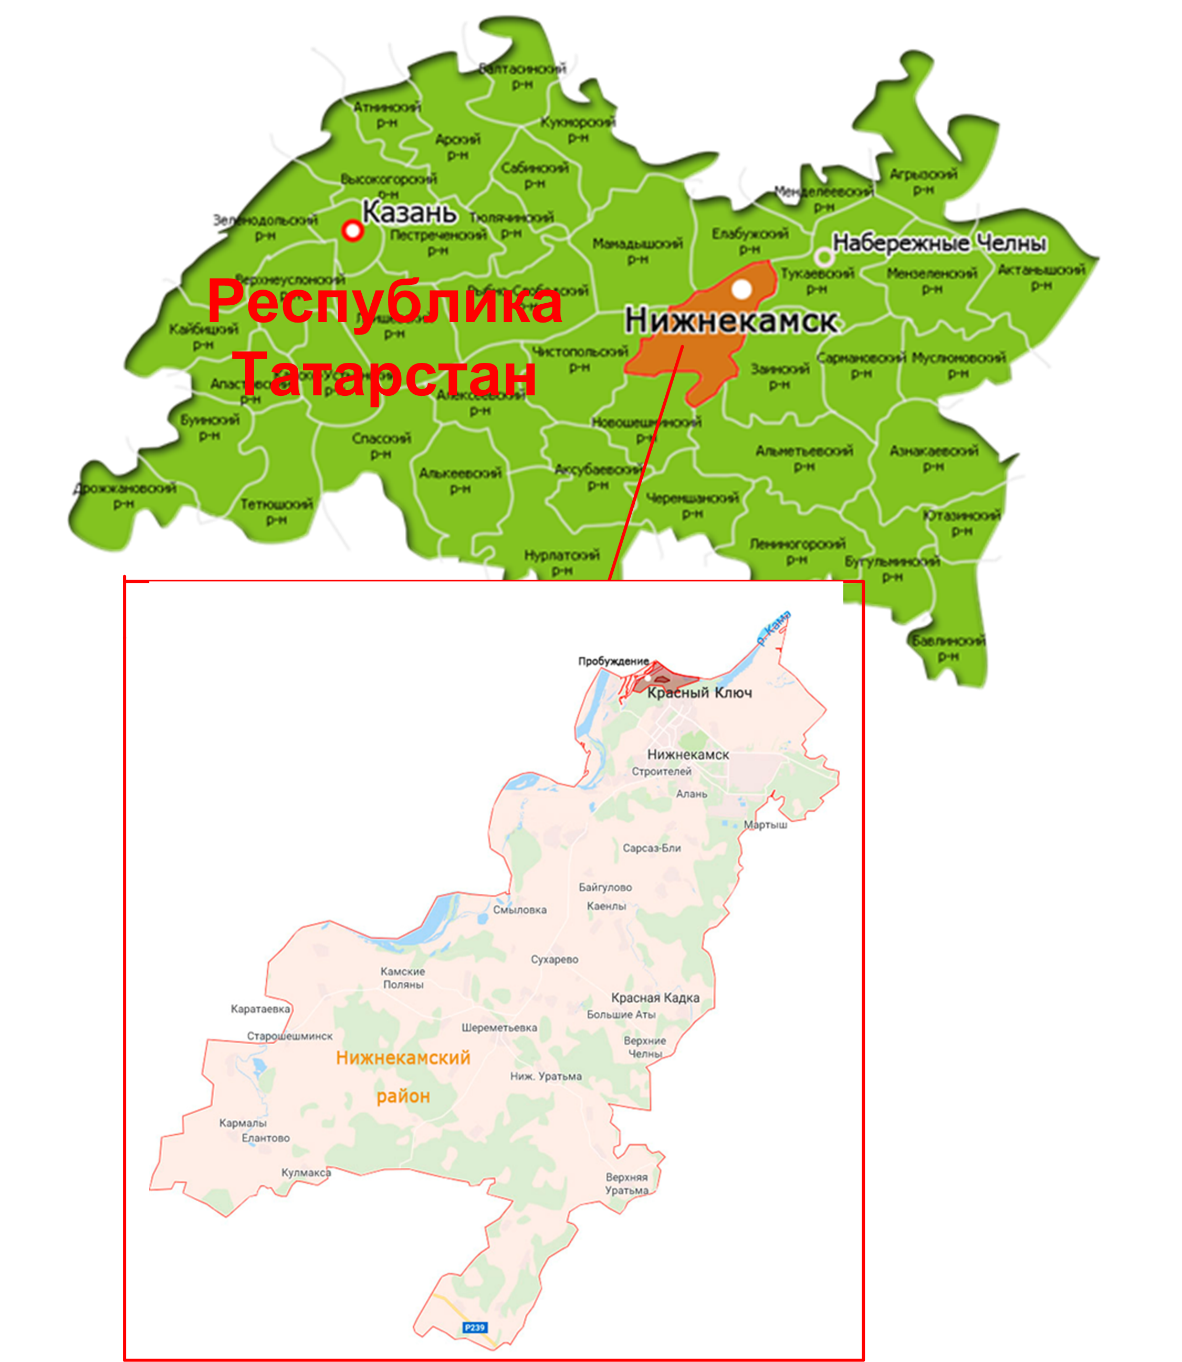 Балтасинский
р-н
Атнинский
р-н
Кукморский
р-н
Арский
р-н
Сабинский
р-н
Высокогорский
р-н
Агрызский
р-н
Менделеевский
р-н
Зеленодольский
р-н
Казань
Тюлячинский
р-н
Пестреченский
р-н
Мамадышский
р-н
Елабужский
р-н
Набережные Челны
Тукаевский
р-н
Мензеленский
р-н
Актанышский
р-н
Верхнеуслонский
р-н
Рыбно-Слободский
р-н
Республика
Татарстан
Нижнекамск
Кайбицкий
р-н
Чистопольский
р-н
Заинский
р-н
Сармановский
р-н
Муслюмовский
р-н
Алексеевский
р-н
Буинский
р-н
Новошешминский
р-н
Спасский
р-н
Альметьевский
р-н
Азнакаевский
р-н
Алькеевский
р-н
Аксубаевский
р-н
Дрожжановский
р-н
Тетюшский
р-н
Черемшанский
р-н
Ютазинский
р-н
Нурлатский
р-н
Лениногорский
р-н
Бугульминский
р-н
Бавлинский
р-н
р. Кама
Пробуждение
Красный Ключ
Нижнекамск
Строителей
Алань
Мартыш
Сарсаз-Бли
Байгулово
Каенлы
Смыловка
Сухарево
Камские
Поляны
Красная Кадка
Большие Аты
Каратаевка
Старошешминск
Шереметьевка
Верхние
Челны
Нижнекамский
район
Ниж. Уратьма
Кармалы
Елантово
Кулмакса
Верхняя
Уратьма
Р239